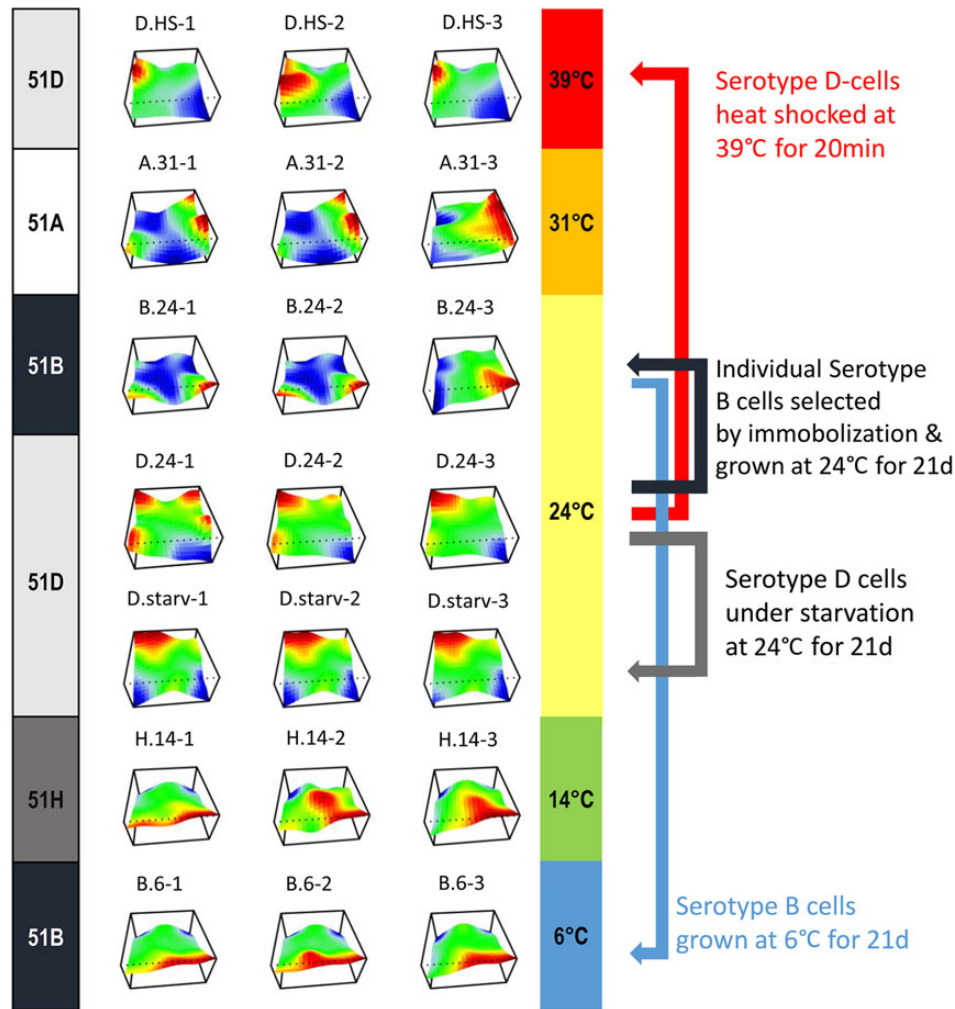 D.HS-1 D.HS-2 D.HS-3
51D
39°C
Serotype D-cells
heat shocked at
39℃ for 20min
A.31-1 A.31-2 A.31-3
51A
31°C
B.24-1 B.24-2 B.24-3
51B
Individual Serotype
B cells selected
by immobolization &
grown at 24℃ for 21d
D.24-1 D.24-2 D.24-3
24°C
51D
D.starv-1 D.starv-2 D.starv-3
Serotype D cells
under starvation
at 24℃ for 21d
H.14-1 H.14-2 H.14-3
51H
14°C
B.6-1 B.6-2 B.6-3
51B
6°C
Serotype B cells
grown at 6℃ for 21d